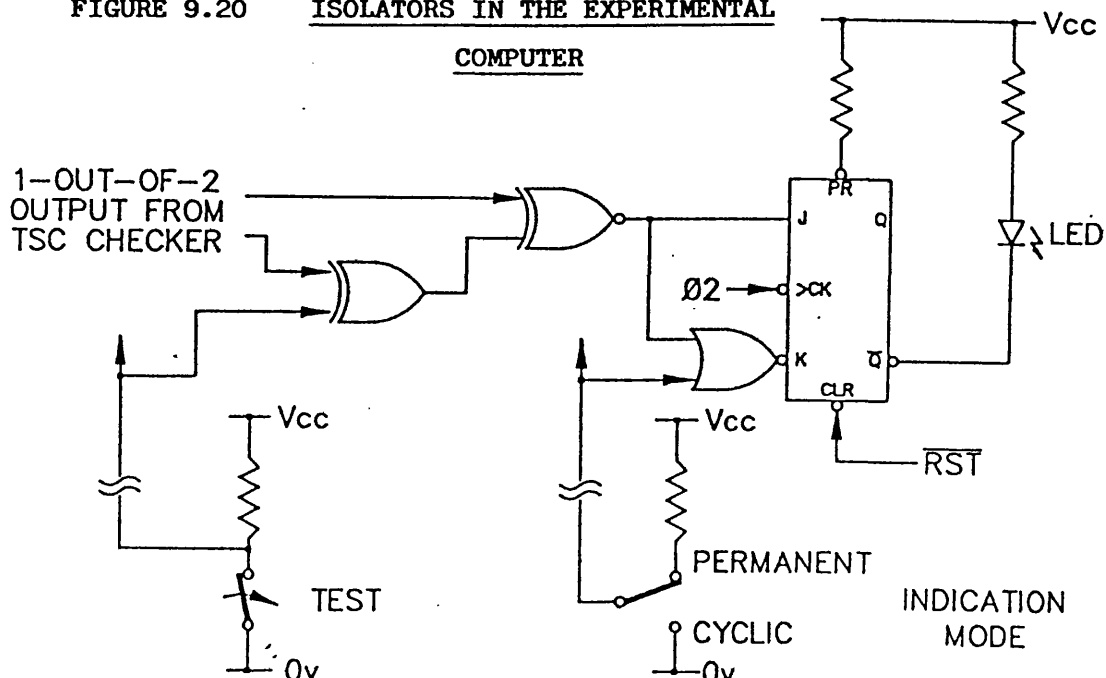 FIGURE 9.20 ISOLATORS IN THE EXPERIMENTAL
COMPUTER
Vcc
1-OUT-OF-2
OUTPUT FROM
TSC CHECKER
PR
J
Q
LED
Ø2
>CK
K
Q̅
CLR
R̅S̅T̅
Vcc
TEST
0v
Vcc
PERMANENT
CYCLIC
0v
INDICATION
MODE